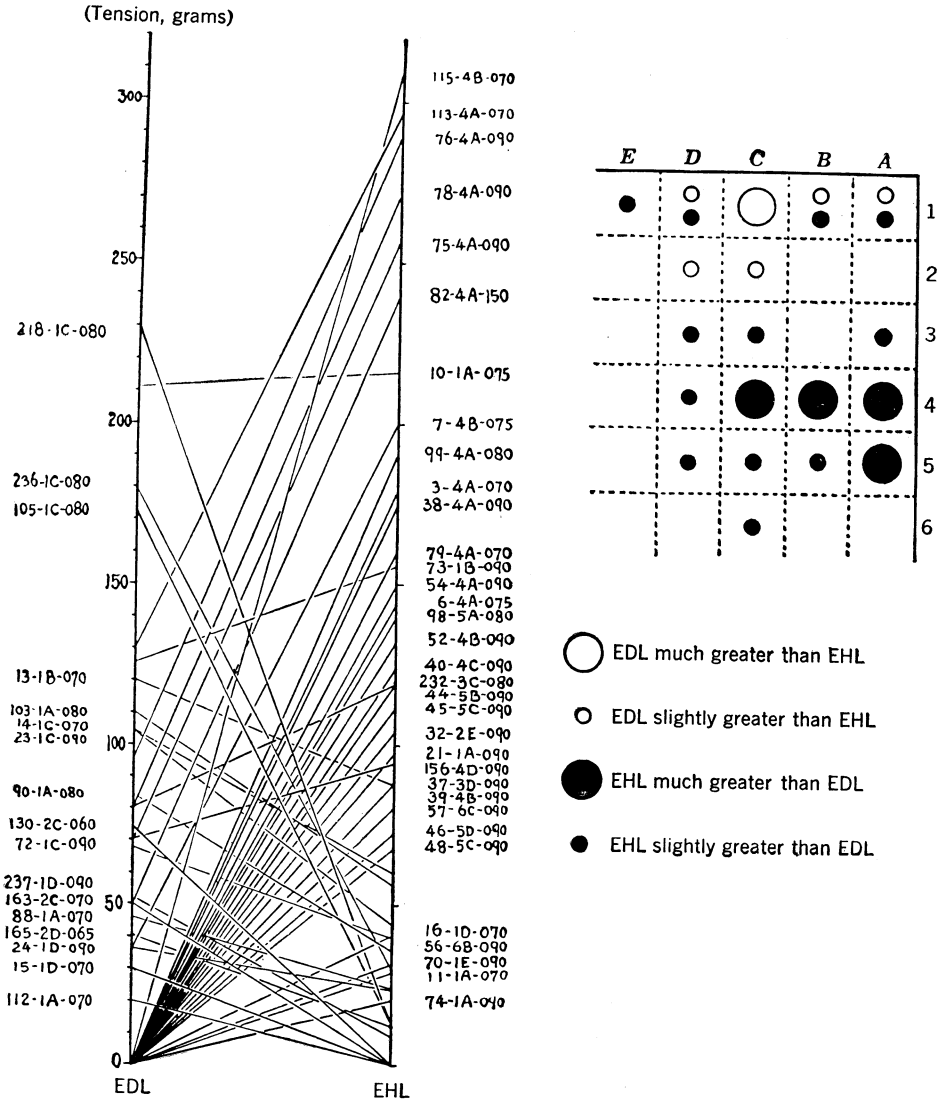 (Tension, grams)
300
250
200
150
100
50
0
EDL
EHL
218-1C-080
236-1C-080
105-1C-080
13-1B-070
103-1A-080
14-1C-070
23-1C-090
90-1A-080
130-2C-060
72-1C-090
237-1D-090
163-2C-070
88-1A-070
165-2D-065
24-1D-090
15-1D-070
112-1A-070
115-4B-070
113-4A-070
76-4A-090
78-4A-090
75-4A-090
82-4A-150
10-1A-075
7-4B-075
99-4A-080
3-4A-070
38-4A-090
79-4A-070
73-1B-090
54-4A-090
6-4A-075
98-5A-080
52-4B-090
40-4C-090
232-3C-080
44-5B-090
45-5C-090
32-2E-090
21-1A-090
156-4D-090
37-3D-090
39-4B-090
57-6C-090
46-5D-090
48-5C-090
16-1D-070
56-6B-090
70-1E-090
11-1A-070
74-1A-090
E D C B A
1
2
3
4
5
6
EDL much greater than EHL
EDL slightly greater than EHL
EHL much greater than EDL
EHL slightly greater than EDL